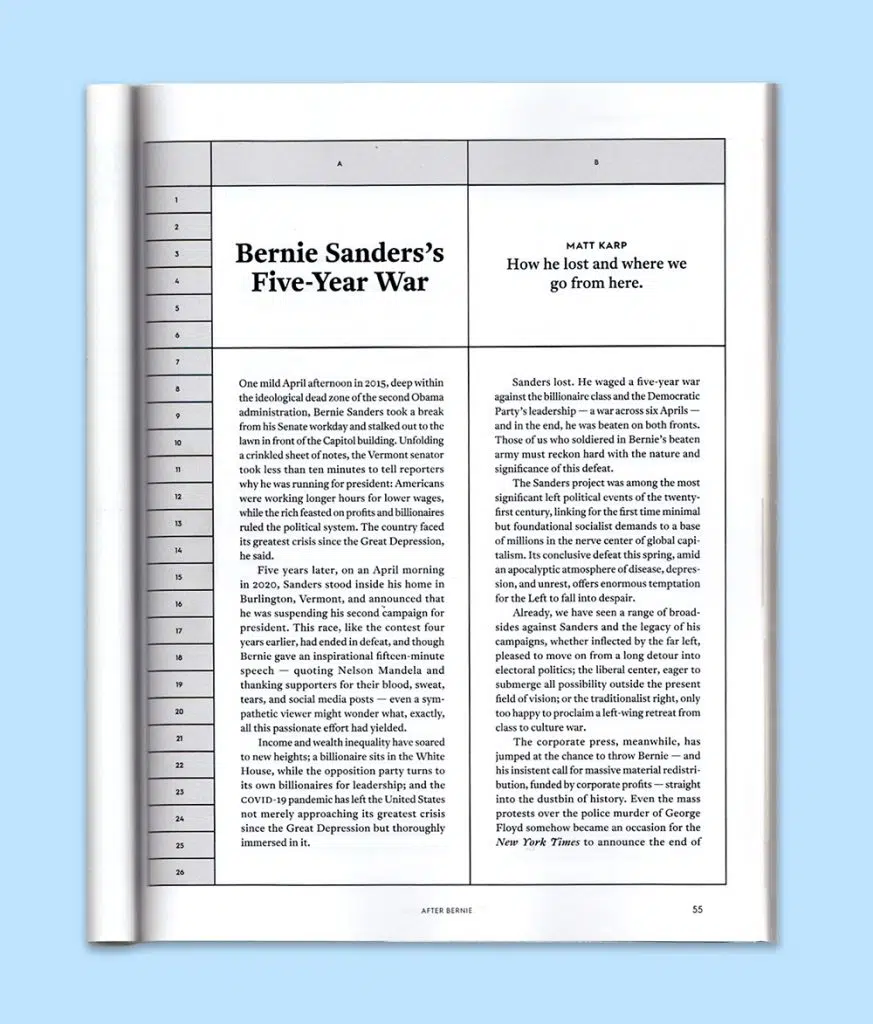 A
B
1
2
3
4
5
6
7
8
9
10
11
12
13
14
15
16
17
18
19
20
21
22
23
24
25
26
Bernie Sanders's
Five-Year War
MATT KARP
How he lost and where we
go from here.
One mild April afternoon in 2015, deep within
the ideological dead zone of the second Obama
administration, Bernie Sanders took a break
from his Senate workday and stalked out to the
lawn in front of the Capitol building. Unfolding
a crinkled sheet of notes, the Vermont senator
took less than ten minutes to tell reporters
why he was running for president: Americans
were working longer hours for lower wages,
while the rich feasted on profits and billionaires
ruled the political system. The country faced
its greatest crisis since the Great Depression,
he said.
Five years later, on an April morning
in 2020, Sanders stood inside his home in
Burlington, Vermont, and announced that
he was suspending his second campaign for
president. This race, like the contest four
years earlier, had ended in defeat, and though
Bernie gave an inspirational fifteen-minute
speech — quoting Nelson Mandela and
thanking supporters for their blood, sweat,
tears, and social media posts — even a sym-
pathetic viewer might wonder what, exactly,
all this passionate effort had yielded.
Income and wealth inequality have soared
to new heights; a billionaire sits in the White
House, while the opposition party turns to
its own billionaires for leadership; and the
COVID-19 pandemic has left the United States
not merely approaching its greatest crisis
since the Great Depression but thoroughly
immersed in it.
Sanders lost. He waged a five-year war
against the billionaire class and the Democratic
Party's leadership — a war across six Aprils —
and in the end, he was beaten on both fronts.
Those of us who soldiered in Bernie's beaten
army must reckon hard with the nature and
significance of this defeat.
The Sanders project was among the most
significant left political events of the twenty-
first century, linking for the first time minimal
but foundational socialist demands to a base
of millions in the nerve center of global capi-
talism. Its conclusive defeat this spring, amid
an apocalyptic atmosphere of disease, depres-
sion, and unrest, offers enormous temptation
for the Left to fall into despair.
Already, we have seen a range of broad-
sides against Sanders and the legacy of his
campaigns, whether inflected by the far left,
pleased to move on from a long detour into
electoral politics; the liberal center, eager to
submerge all possibility outside the present
field of vision; or the traditionalist right, only
too happy to proclaim a left-wing retreat from
class to culture war.
The corporate press, meanwhile, has
jumped at the chance to throw Bernie — and
his insistent call for massive material redistri-
bution, funded by corporate profits — straight
into the dustbin of history. Even the mass
protests over the police murder of George
Floyd somehow became an occasion for the
New York Times to announce the end of
AFTER BERNIE
55